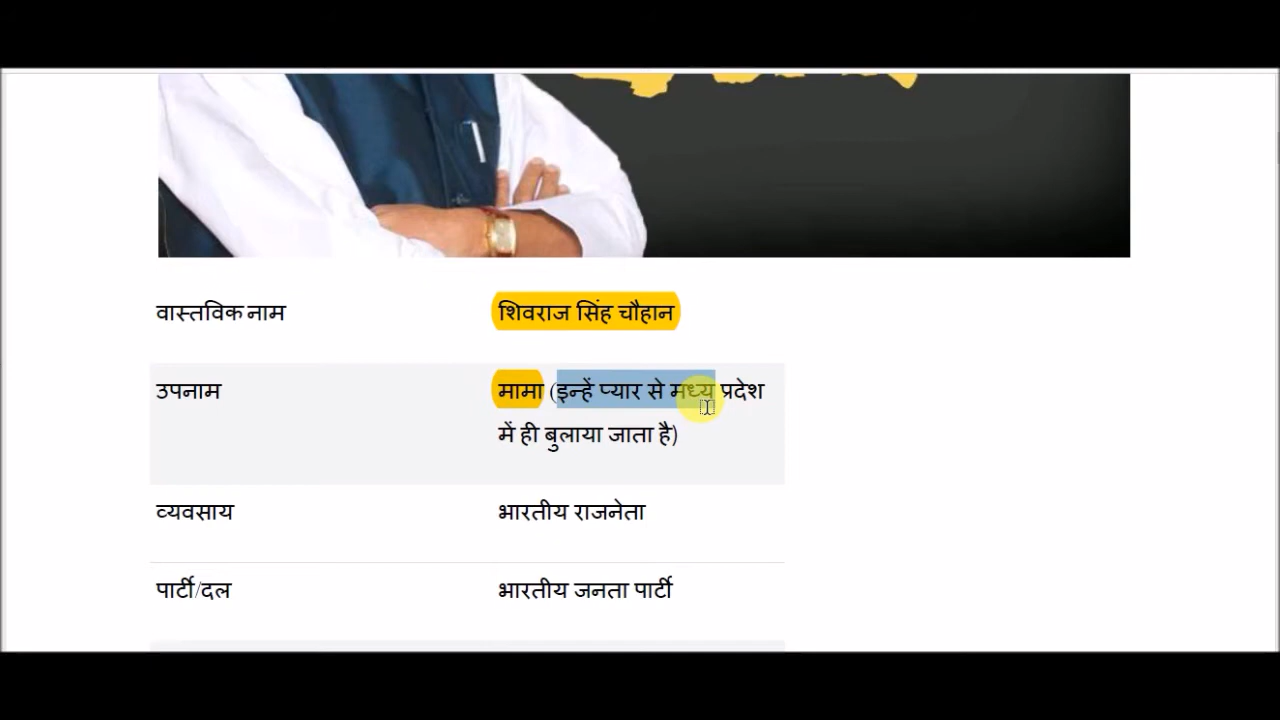 वास्तविक नाम शिवराज सिंह चौहान
उपनाम मामा (इन्हें प्यार से मध्य प्रदेश
में ही बुलाया जाता है)
व्यवसाय भारतीय राजनेता
पार्टी/दल भारतीय जनता पार्टी